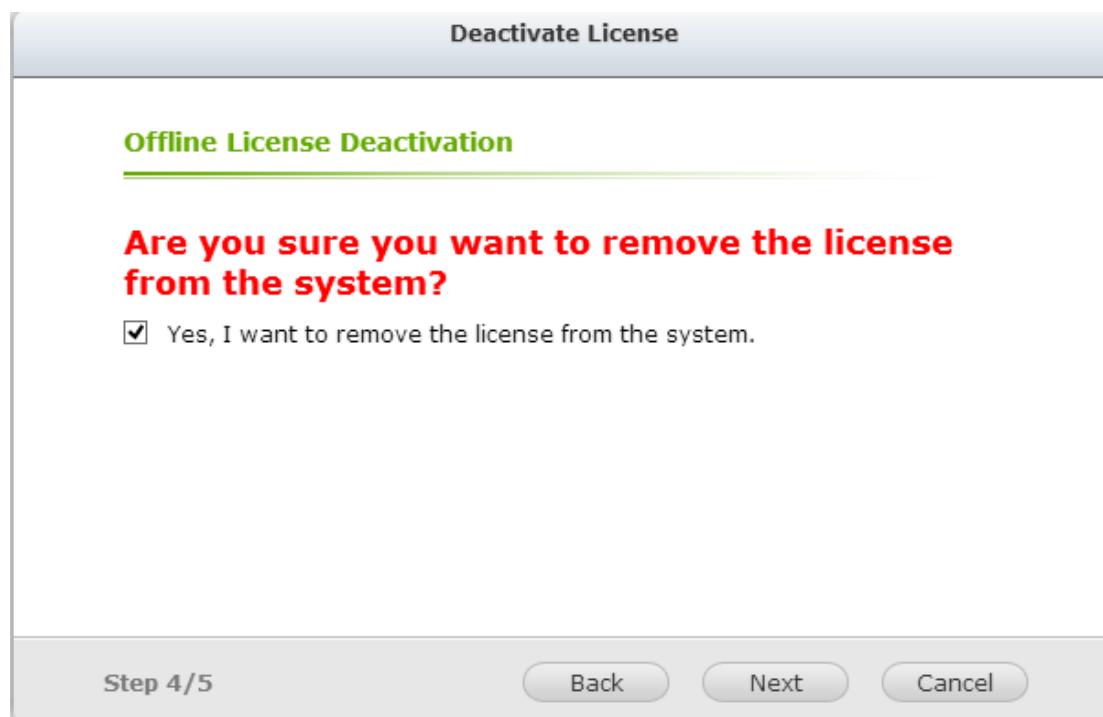 Deactivate License
Offline License Deactivation
Are you sure you want to remove the license
from the system?
Yes, I want to remove the license from the system.
Step 4/5
Back
Next
Cancel